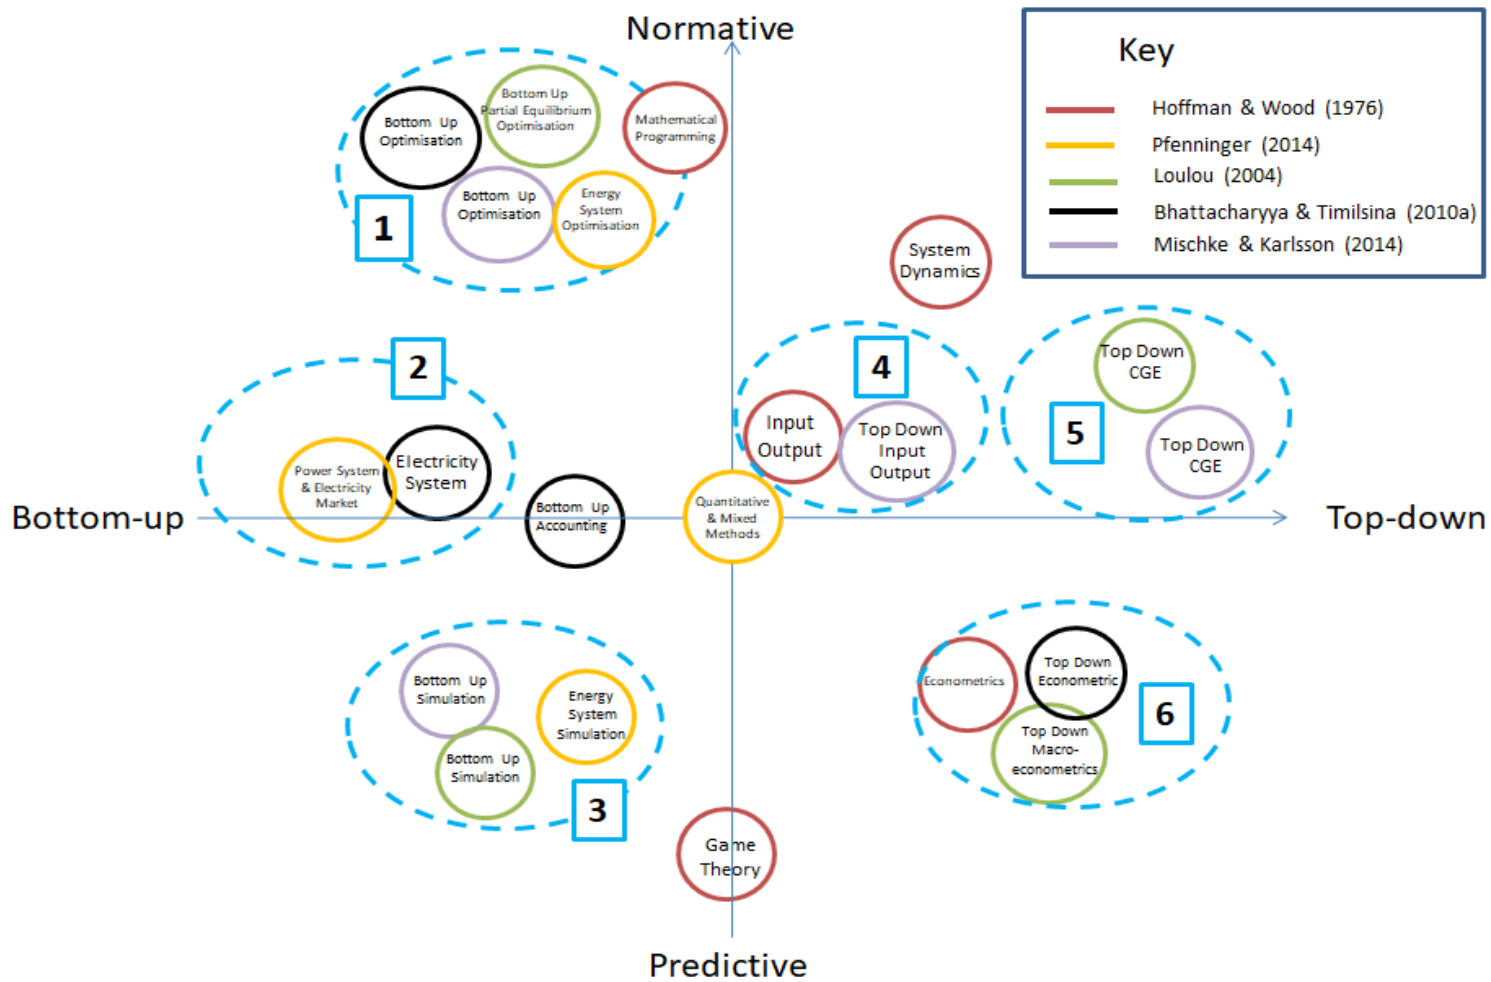 Normative
Key
Hoffman & Wood (1976)
Pfenninger (2014)
Loulou (2004)
Bhattacharyya & Timilsina (2010a)
Mischke & Karlsson (2014)
Bottom Up
Optimisation
Bottom Up
Partial Equilibrium
Optimisation
Mathematical
Programming
Bottom Up
Optimisation
Energy
System
Optimisation
1
System
Dynamics
2
Power System
& Electricity
Market
Electricity
System
Bottom Up
Accounting
Quantitative
& Mixed
Methods
4
Input
Output
Top Down
Input
Output
5
Top Down
CGE
Top Down
CGE
Bottom-up
Top-down
Bottom Up
Simulation
Energy
System
Simulation
Bottom Up
Simulation
3
Econometrics
Top Down
Econometric
Top Down
Macro-
econometrics
6
Game
Theory
Predictive